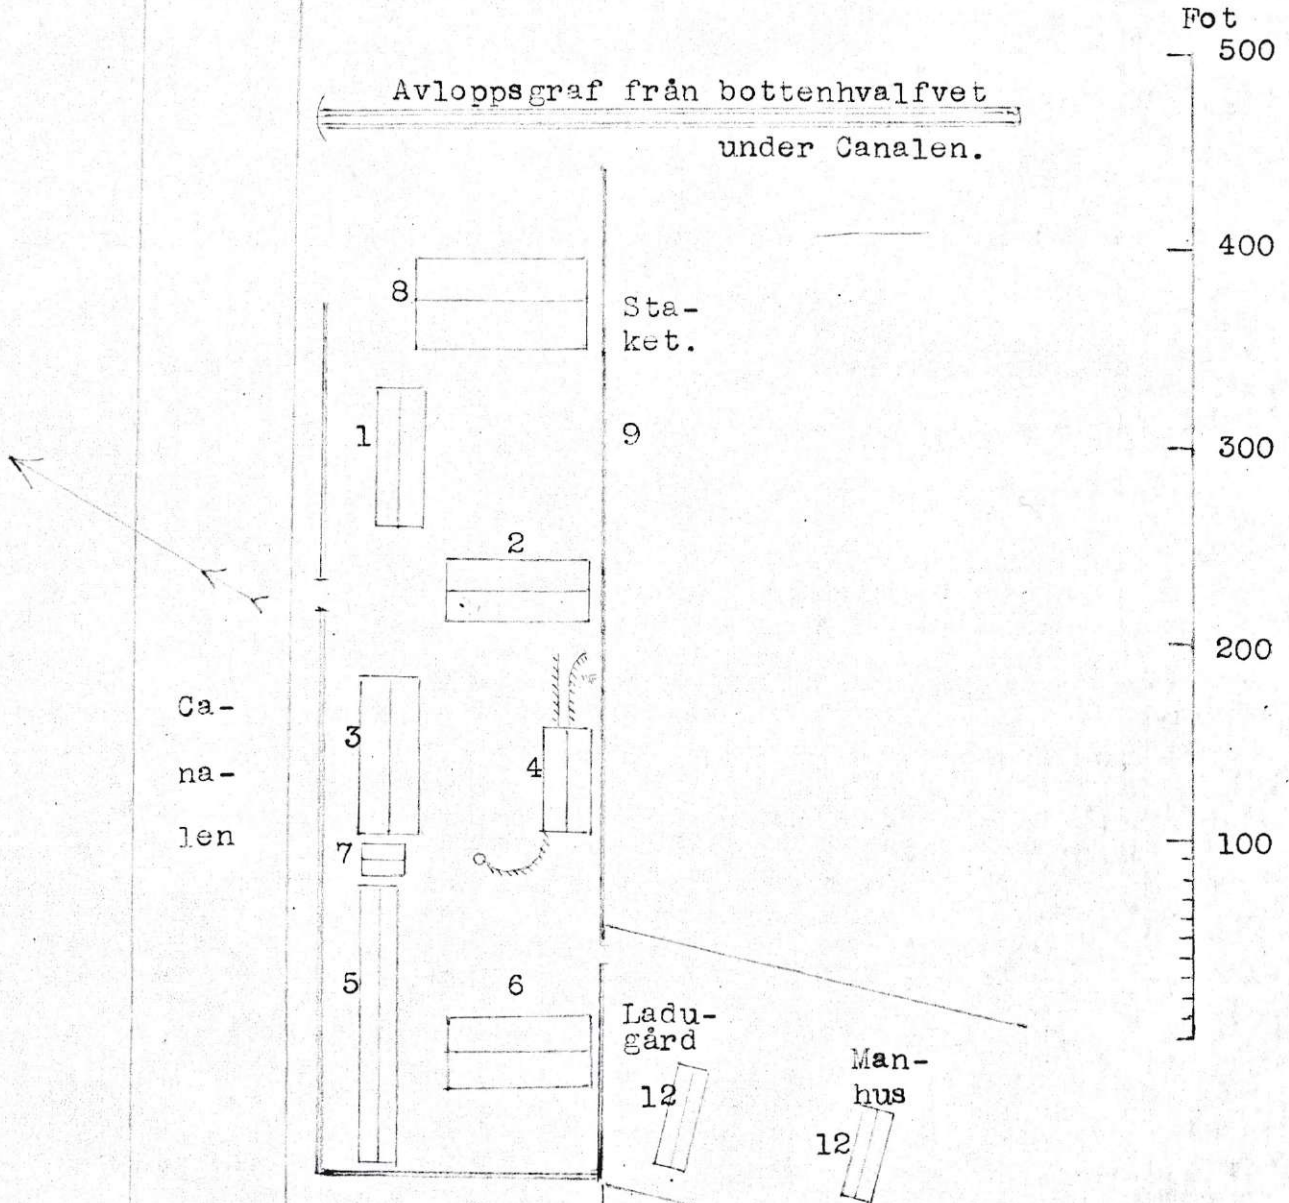 Fot
500
Avloppsgraf från bottenhvalfvet
under Canalen.
400
8
Sta-
ket.
1
9
300
2
200
Ca-
na-
len
3
4
100
7
5
6
Ladu-
gård
12
Man-
hus
12